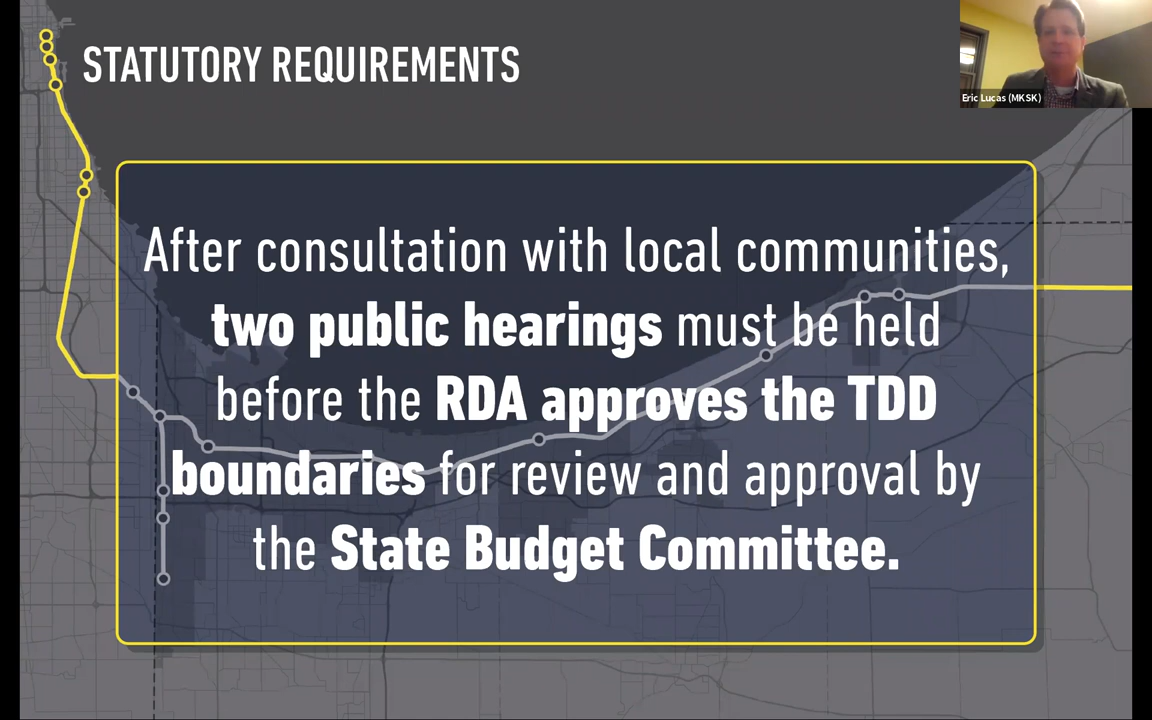 STATUTORY REQUIREMENTS
Eric Lucas (MKSK)
After consultation with local communities,
two public hearings must be held
before the RDA approves the TDD
boundaries for review and approval by
the State Budget Committee.